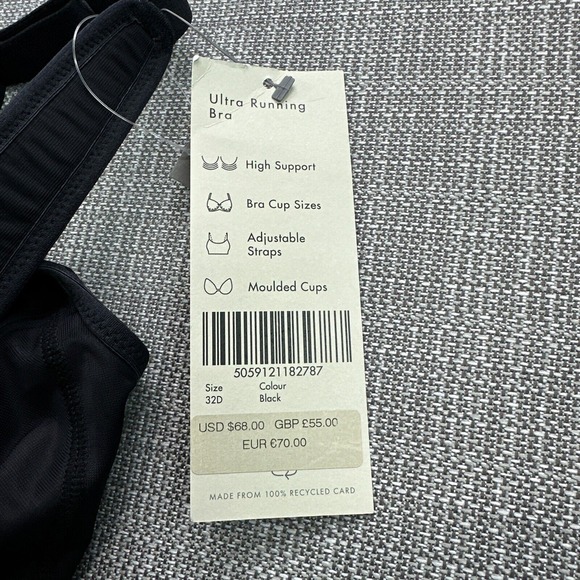 Ultra Running
Bra
High Support
Bra Cup Sizes
Adjustable
Straps
Moulded Cups
5059121182787
Size Colour
32D Black
USD $68.00 GBP £55.00
EUR €70.00
MADE FROM 100% RECYCLED CARD